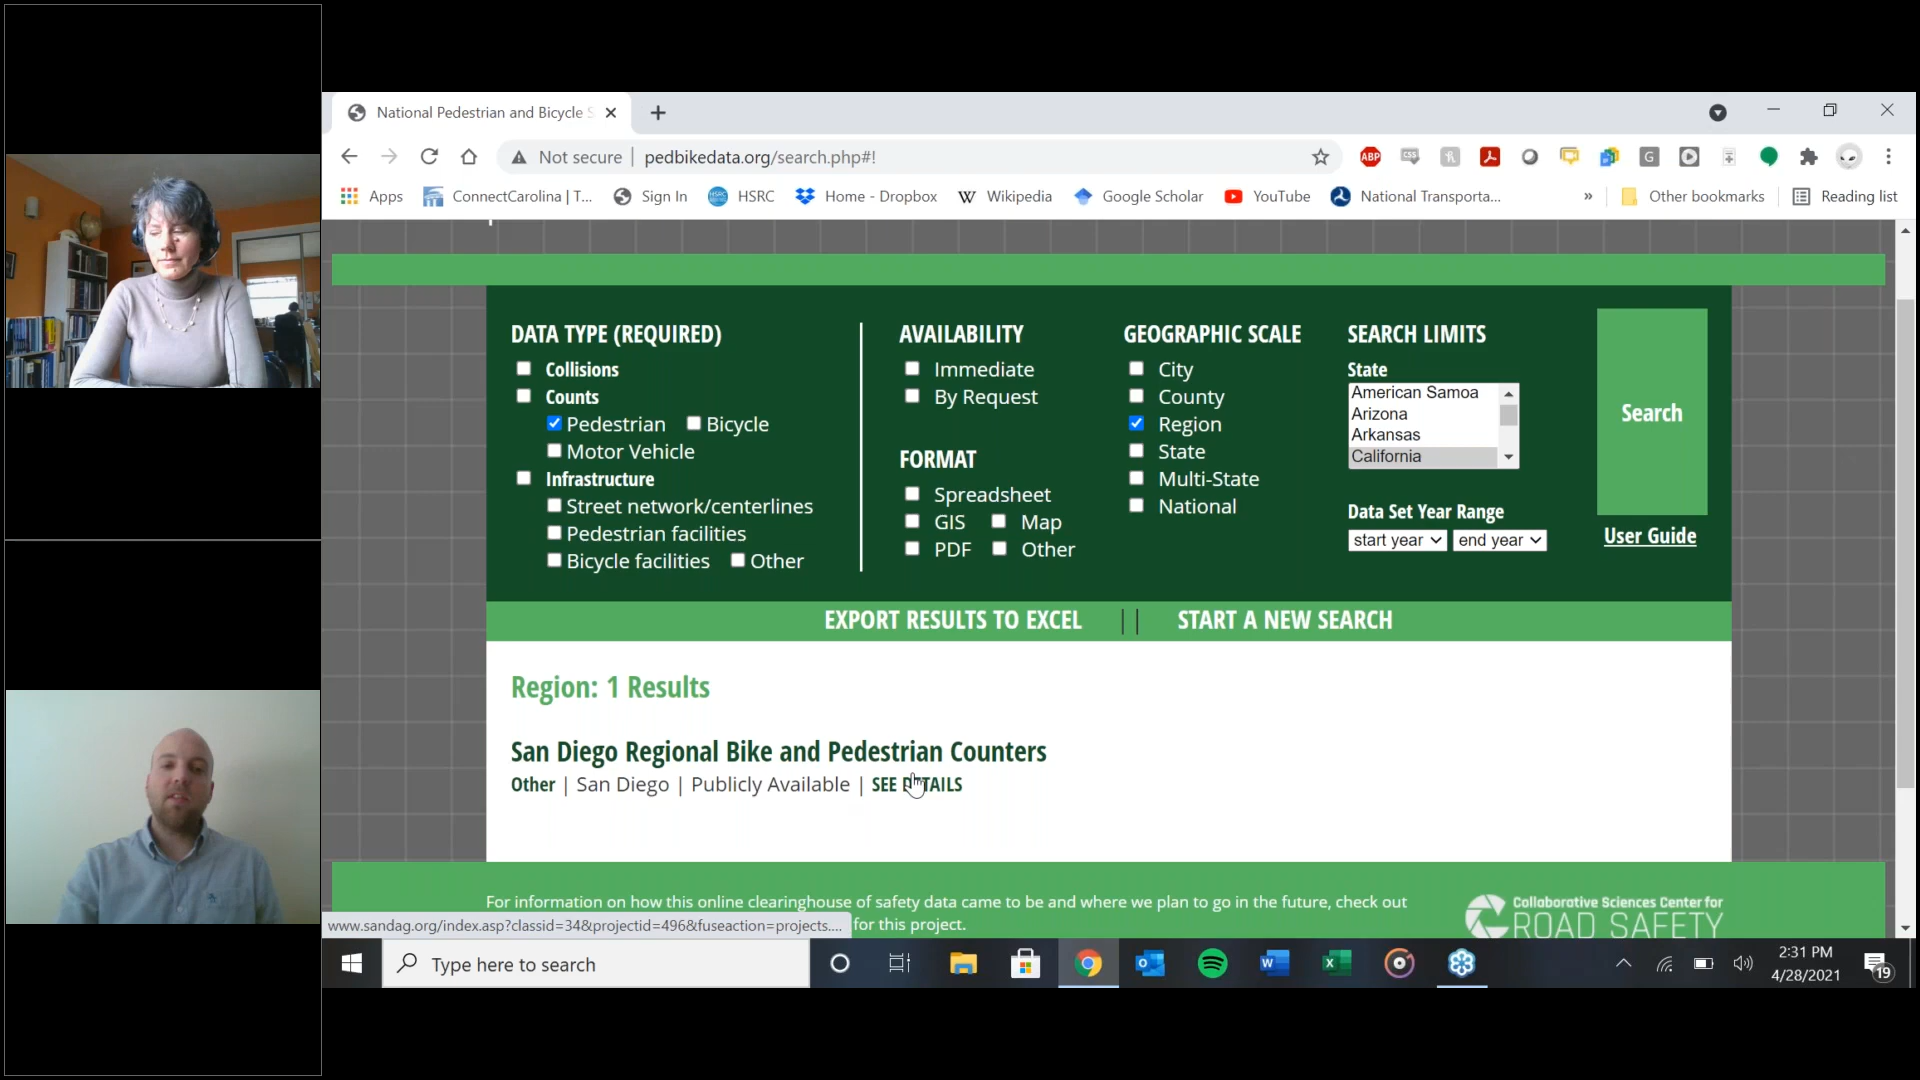 National Pedestrian and Bicycle S
Not secure
pedbikedata.org/search.php#!
ABP
CSS
G
Apps
ConnectCarolina | T...
Sign In
HSRC
Home - Dropbox
Wikipedia
Google Scholar
YouTube
National Transporta...
»
Other bookmarks
Reading list
DATA TYPE (REQUIRED)
Collisions
Counts
Pedestrian
Bicycle
Motor Vehicle
Infrastructure
Street network/centerlines
Pedestrian facilities
Bicycle facilities
Other
AVAILABILITY
Immediate
By Request
FORMAT
Spreadsheet
GIS
Map
PDF
Other
GEOGRAPHIC SCALE
City
County
Region
State
Multi-State
National
SEARCH LIMITS
State
American Samoa
Arizona
Arkansas
California
Data Set Year Range
start year
end year
Search
User Guide
EXPORT RESULTS TO EXCEL || START A NEW SEARCH
Region: 1 Results
San Diego Regional Bike and Pedestrian Counters
Other | San Diego | Publicly Available | SEE DETAILS
For information on how this online clearinghouse of safety data came to be and where we plan to go in the future, check out
for this project.
Collaborative Sciences Center for
ROAD SAFETY
www.sandag.org/index.asp?classid=34&projectid=496&fuseaction=projects....
Type here to search
2:31 PM
4/28/2021
19